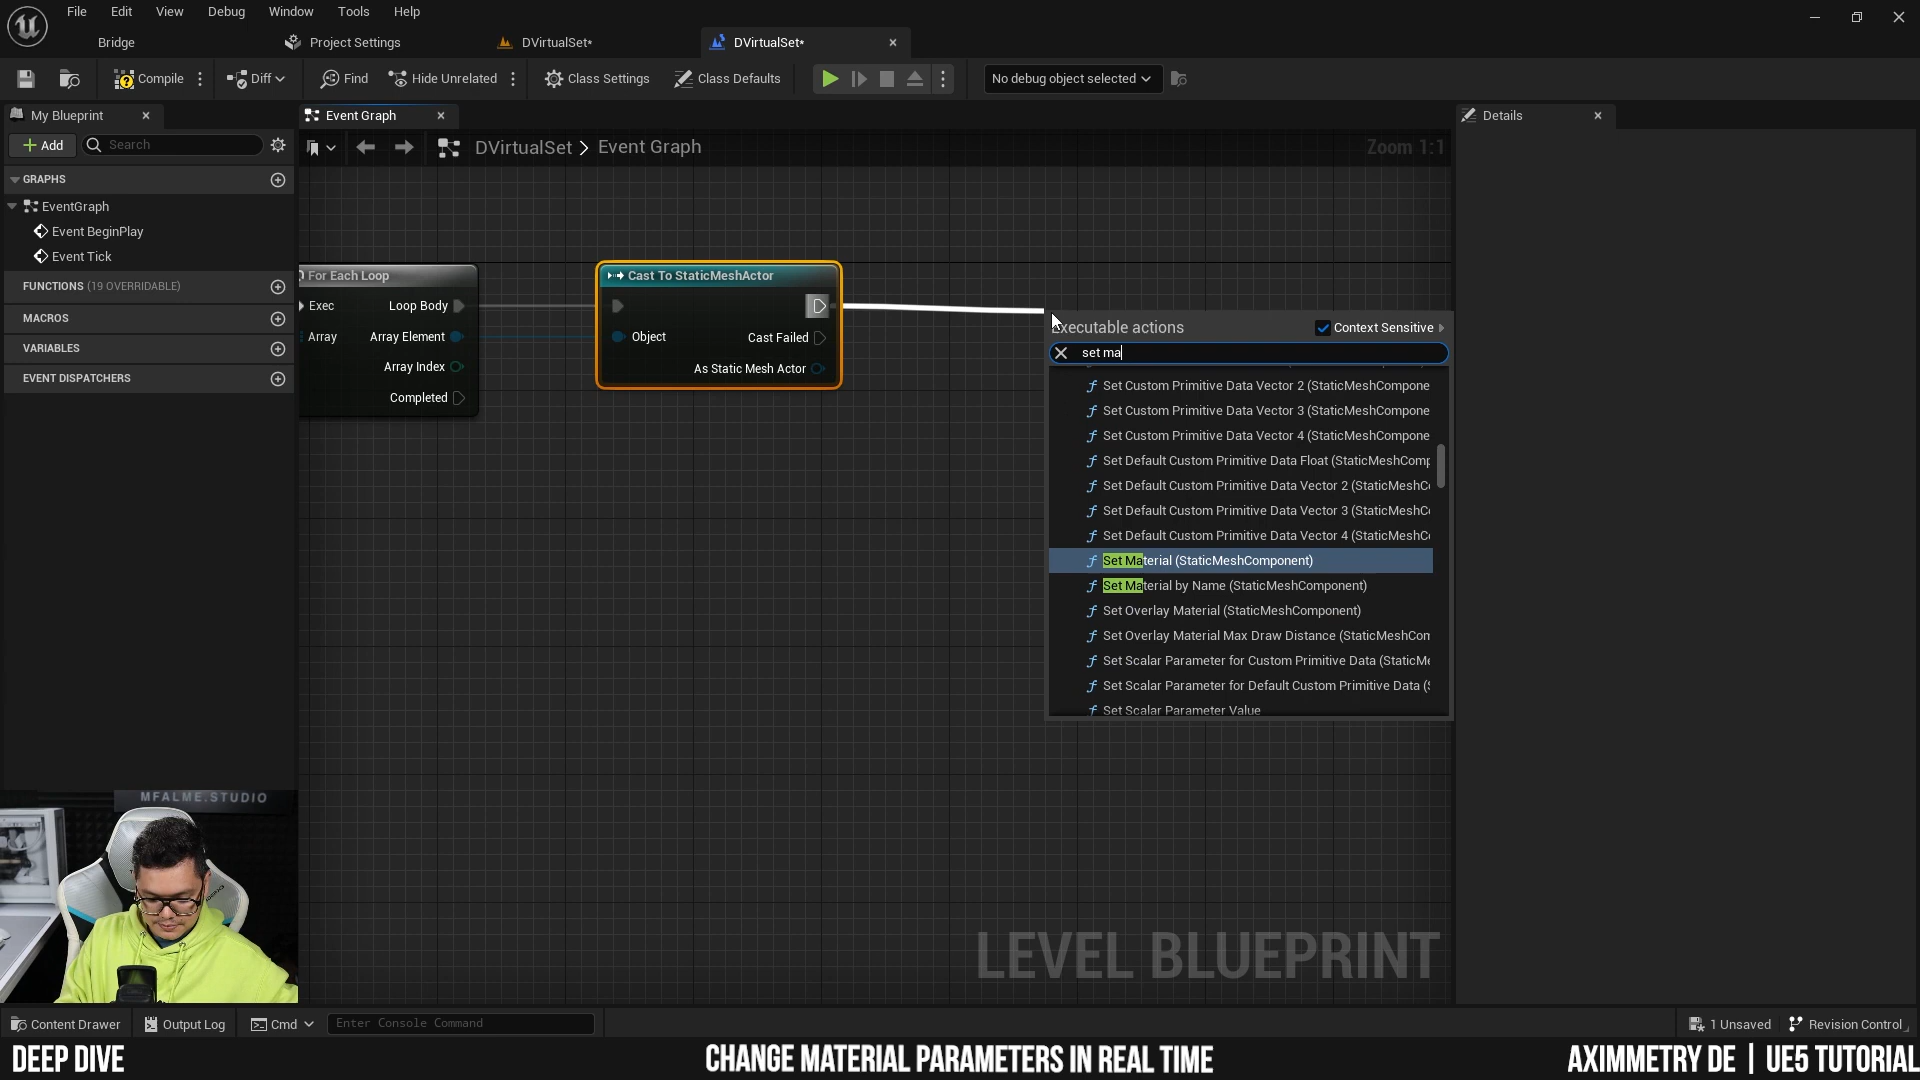 File Edit View Debug Window Tools Help
Bridge Project Settings DVirtualSet* DVirtualSet*
Compile Diff Find Hide Unrelated Class Settings Class Defaults No debug object selected
My Blueprint Event Graph Details
Add Search DVirtualSet > Event Graph Zoom 1:1
GRAPHS
EventGraph
Event BeginPlay
Event Tick
FUNCTIONS (19 OVERRIDABLE)
MACROS
VARIABLES
EVENT DISPATCHERS
For Each Loop
Exec Loop Body
Array Array Element
Array Index
Completed
Cast To StaticMeshActor
Object Cast Failed
As Static Mesh Actor
Executable actions Context Sensitive
set ma
Set Custom Primitive Data Vector 2 (StaticMeshCompone
Set Custom Primitive Data Vector 3 (StaticMeshCompone
Set Custom Primitive Data Vector 4 (StaticMeshCompone
Set Default Custom Primitive Data Float (StaticMeshComp
Set Default Custom Primitive Data Vector 2 (StaticMeshC
Set Default Custom Primitive Data Vector 3 (StaticMeshC
Set Default Custom Primitive Data Vector 4 (StaticMeshC
Set Material (StaticMeshComponent)
Set Material by Name (StaticMeshComponent)
Set Overlay Material (StaticMeshComponent)
Set Overlay Material Max Draw Distance (StaticMeshCom
Set Scalar Parameter for Custom Primitive Data (StaticMe
Set Scalar Parameter for Default Custom Primitive Data (S
Set Scalar Parameter Value
MFALME.STUDIO
LEVEL BLUEPRINT
Content Drawer Output Log Cmd Enter Console Command 1 Unsaved Revision Control
DEEP DIVE CHANGE MATERIAL PARAMETERS IN REAL TIME AXIMMETRY DE | UE5 TUTORIAL